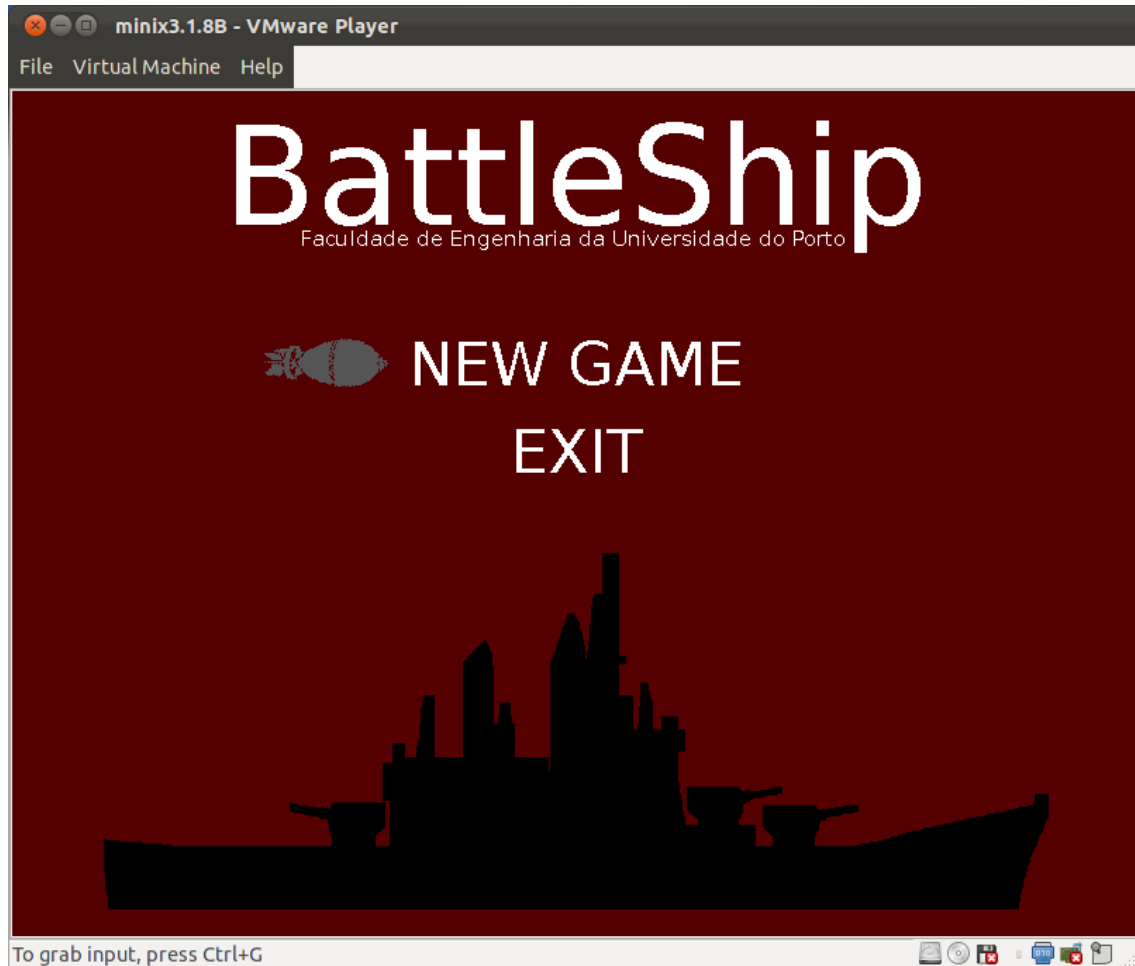 minix3.1.8B - VMware Player
File Virtual Machine Help
BattleShip
Faculdade de Engenharia da Universidade do Porto
NEW GAME
EXIT
To grab input, press Ctrl+G